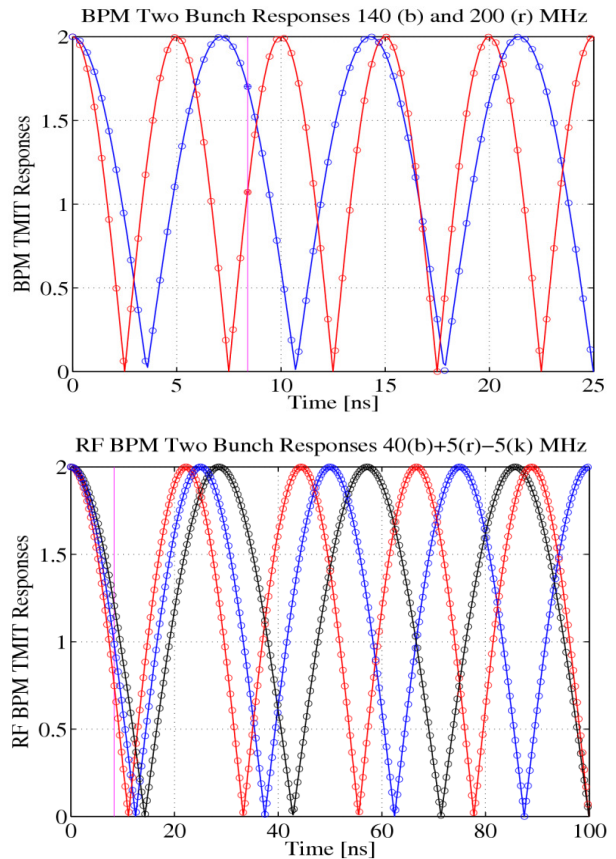 BPM Two Bunch Responses 140 (b) and 200 (r) MHz
2
1.5
1
0.5
0
BPM TMIT Responses
0 5 10 15 20 25
Time [ns]
RF BPM Two Bunch Responses 40(b)+5(r)−5(k) MHz
2
1.5
1
0.5
0
RF BPM TMIT Responses
0 20 40 60 80 100
Time [ns]